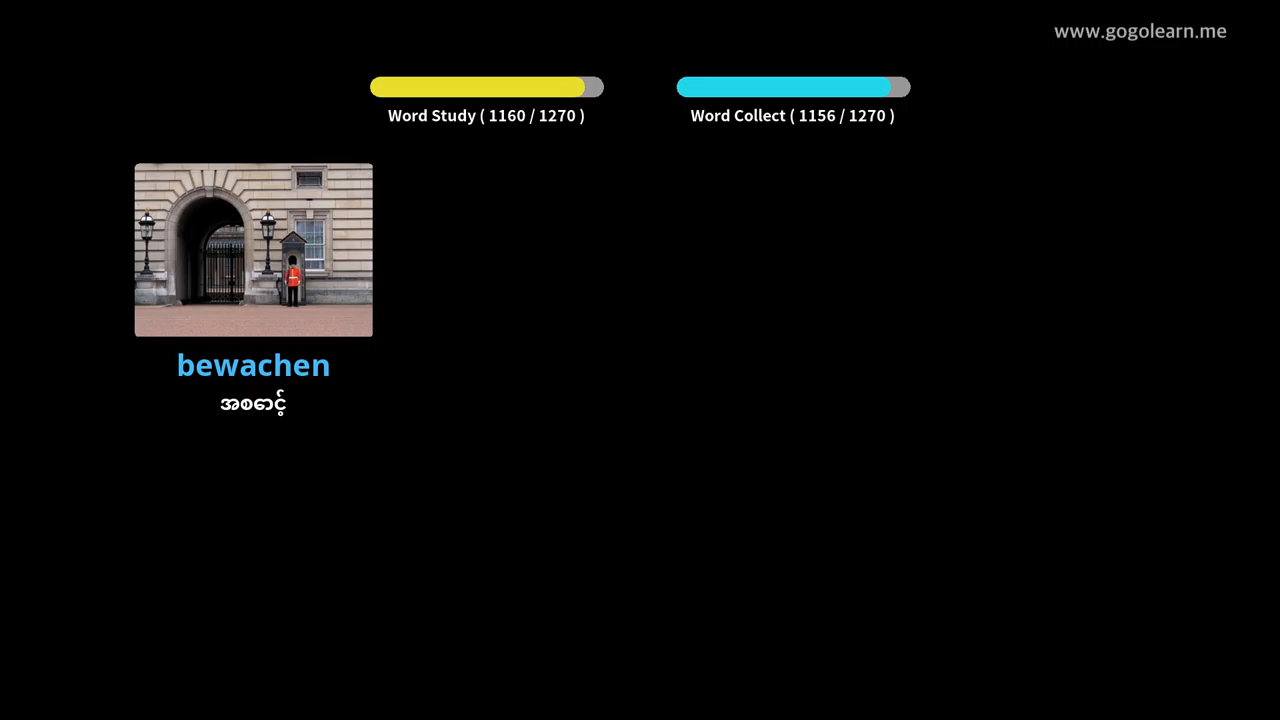 www.gogolearn.me
Word Study ( 1160 / 1270 )
Word Collect ( 1156 / 1270 )
bewachen
အစောင့်